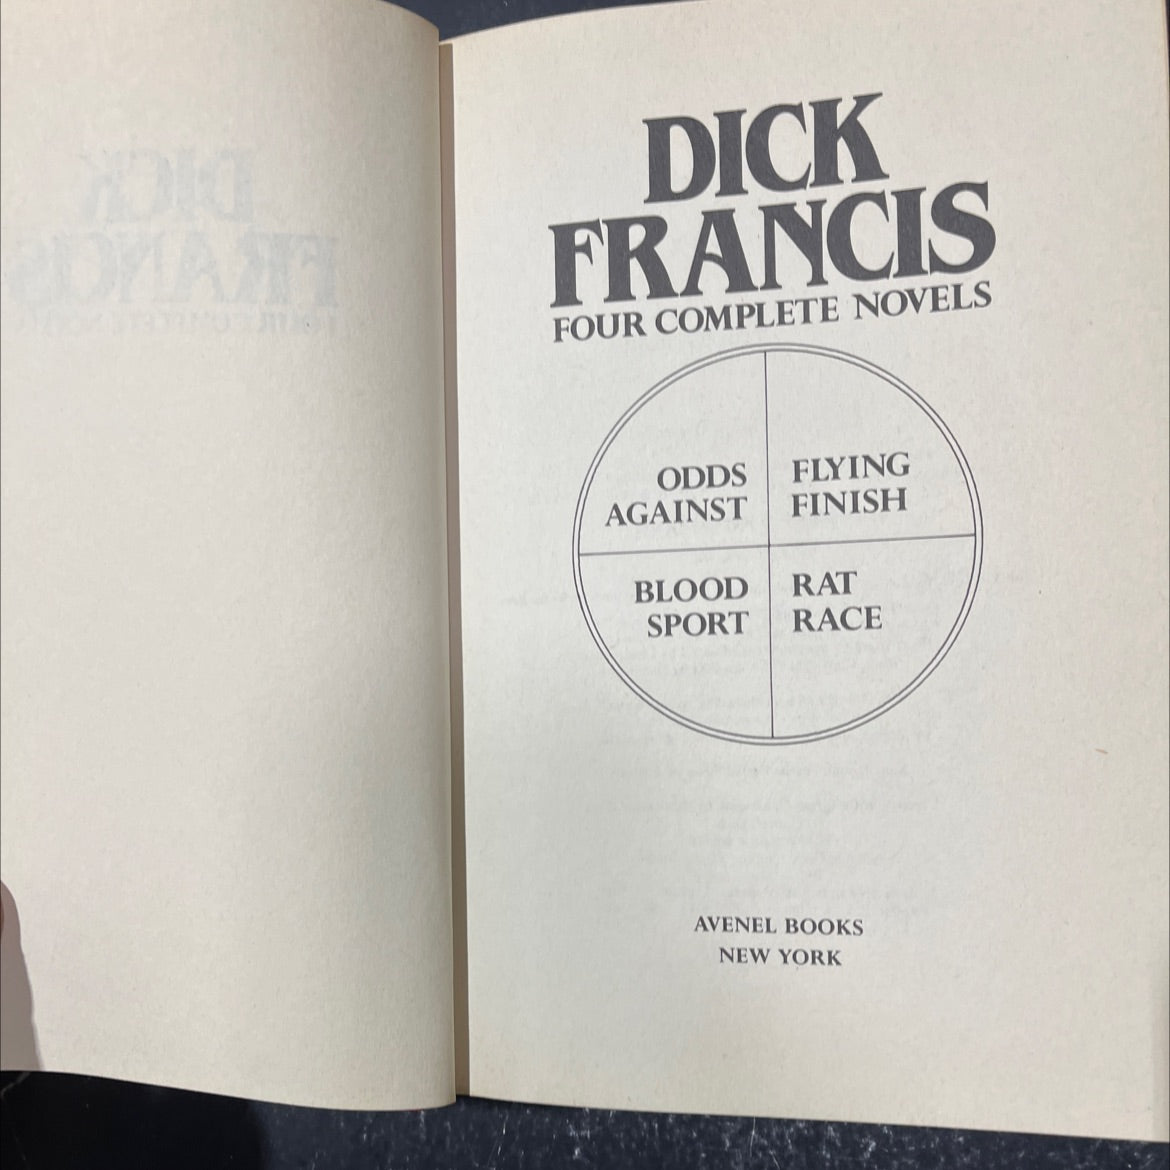 DICK
FRANCIS
FOUR COMPLETE NOVELS
ODDS
AGAINST
FLYING
FINISH
BLOOD
SPORT
RAT
RACE
AVENEL BOOKS
NEW YORK